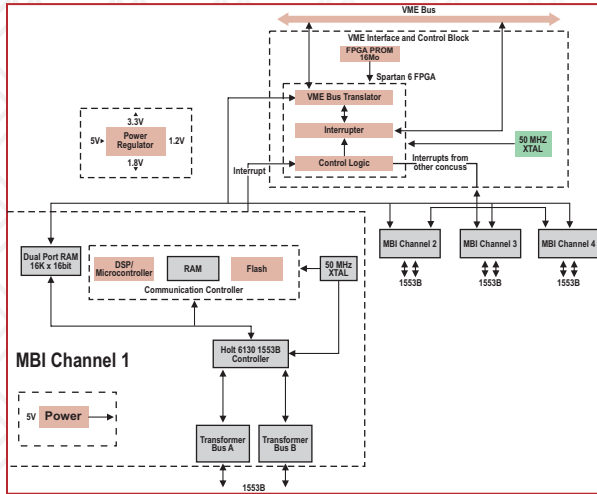 VME Bus
VME Interface and Control Block
FPGA PROM
16Mo
Spartan 6 FPGA
VME Bus Translator
Interrupter
Control Logic
50 MHZ
XTAL
Interrupts from
other concuss
Interrupt
3.3V
5V
Power
Regulator
1.2V
1.8V
Dual Port RAM
16K x 16bit
DSP/
Microcontroller
RAM
Flash
Communication Controller
50 MHz
XTAL
MBI Channel 2
MBI Channel 3
MBI Channel 4
1553B
1553B
1553B
Holt 6130 1553B
Controller
MBI Channel 1
5V
Power
Transformer
Bus A
Transformer
Bus B
1553B